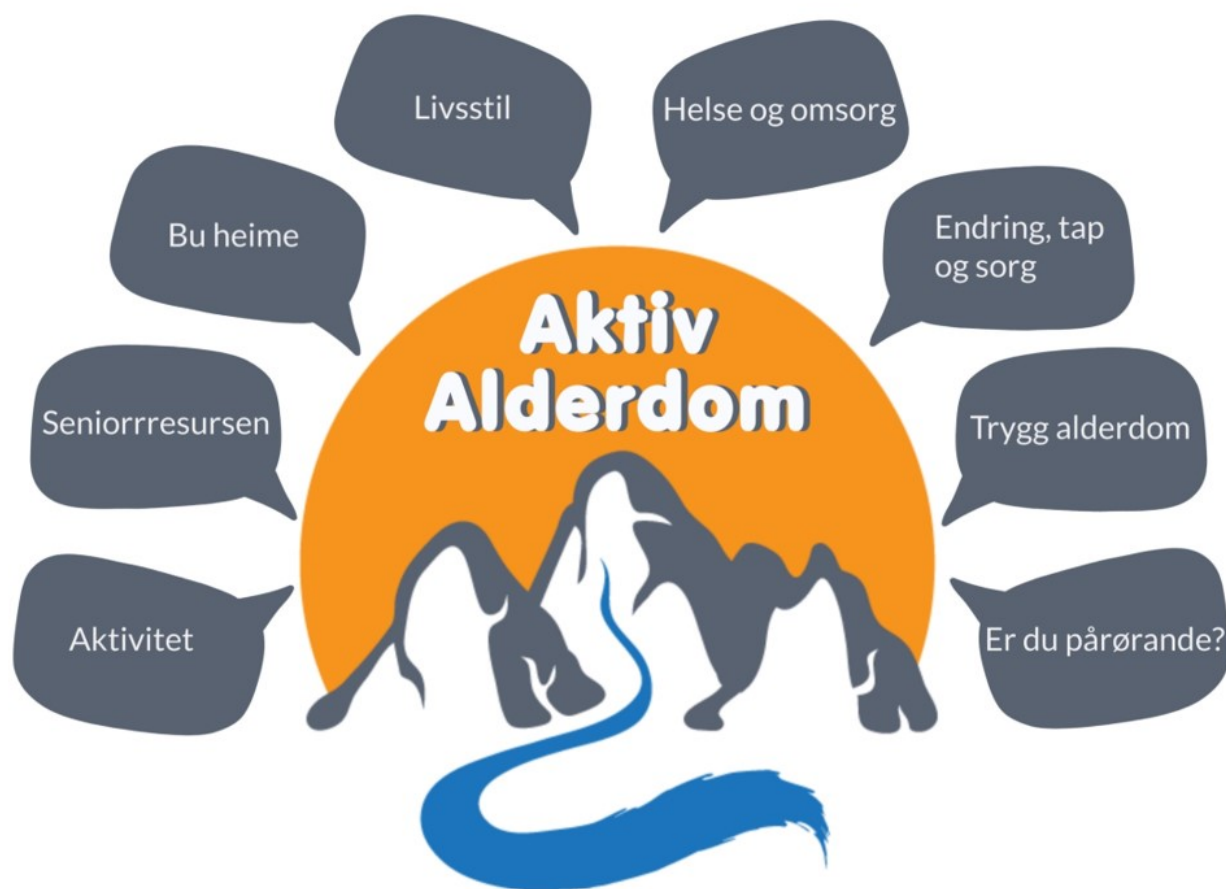 Livsstil
Helse og omsorg
Bu heime
Endring, tap
og sorg
Aktiv
Alderdom
Seniorrresursen
Trygg alderdom
Aktivitet
Er du pårørande?